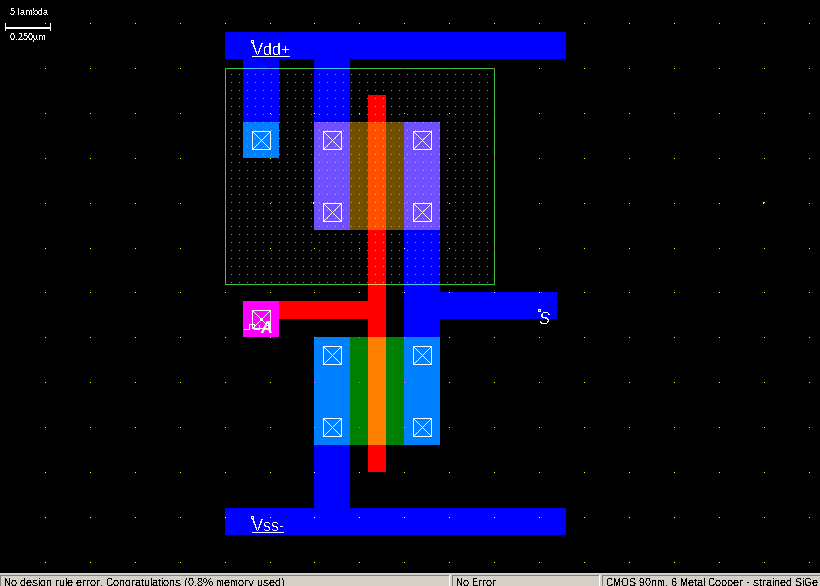 5 lambda
0.250µm
Vdd+
A
S
Vss-
No design rule error. Congratulations (0.8% memory used)
No Error
CMOS 90nm, 6 Metal Copper - strained SiGe